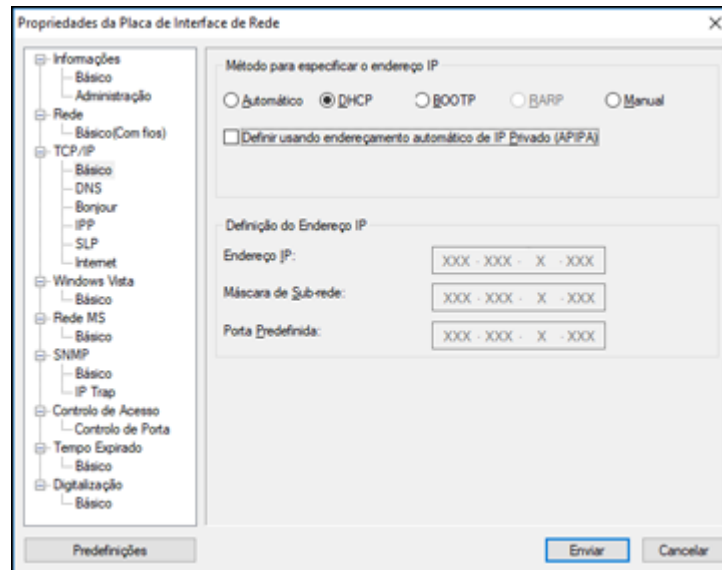 Propriedades da Placa de Interface de Rede
Informações
Básico
Administração
Rede
Básico(Com fios)
TCP/IP
Básico
DNS
Bonjour
IPP
SLP
Internet
Windows Vista
Básico
Rede MS
Básico
SNMP
Básico
IP Trap
Controlo de Acesso
Controlo de Porta
Tempo Expirado
Básico
Digitalização
Básico
Predefinições
Método para especificar o endereço IP
Automático DHCP BOOTP RARP Manual
Definir usando endereçamento automático de IP Privado (APIPA)
Definição do Endereço IP
Endereço IP: XXX . XXX . X . XXX
Máscara de Sub-rede: XXX . XXX . X . XXX
Porta Predefinida: XXX . XXX . X . XXX
Enviar Cancelar